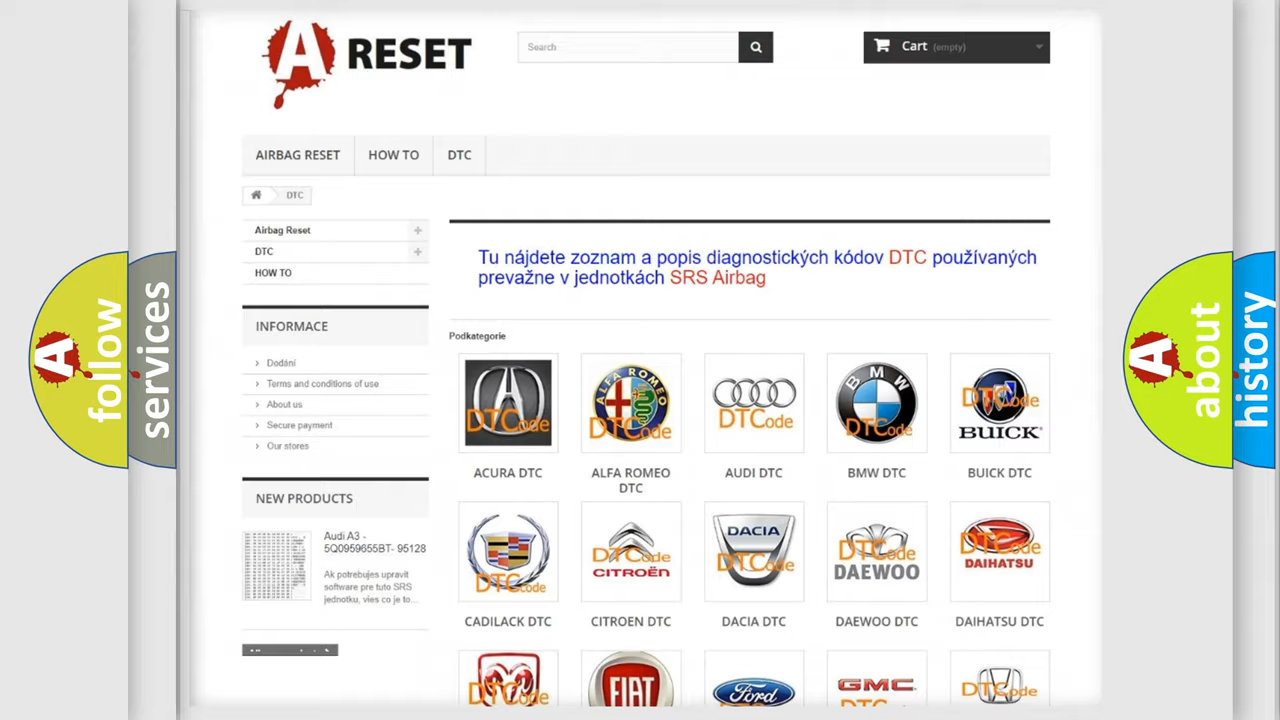 A RESET
Search
Cart (empty)
AIRBAG RESET
HOW TO
DTC
DTC
Airbag Reset
DTC
HOW TO
Tu nájdete zoznam a popis diagnostických kódov DTC používaných
prevažne v jednotkách SRS Airbag
INFORMACE
Dodání
Terms and conditions of use
About us
Secure payment
Our stores
NEW PRODUCTS
Audi A3 -
5Q0959655BT- 95128
Ak potrebujes upravit
software pre tuto SRS
jednotku, vies co je to...
Podkategorie
DTCode
ALFA ROMEO
DTCode
DTCode
BMW
DTCode
DTCode
BUICK
ACURA DTC
ALFA ROMEO
DTC
AUDI DTC
BMW DTC
BUICK DTC
DTCode
DTCode
CITROËN
DACIA
DTCode
DTCode
DAEWOO
DTCode
DAIHATSU
CADILACK DTC
CITROEN DTC
DACIA DTC
DAEWOO DTC
DAIHATSU DTC
DTCode
FIAT
Ford
GMC
DTCode
A follow
services
A about
history